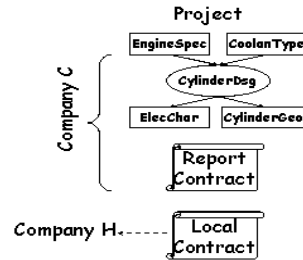 Project
EngineSpec
CoolanType
CylinderDsg
ElecChar
CylinderGeo
Company C
Report
Contract
Company H
Local
Contract